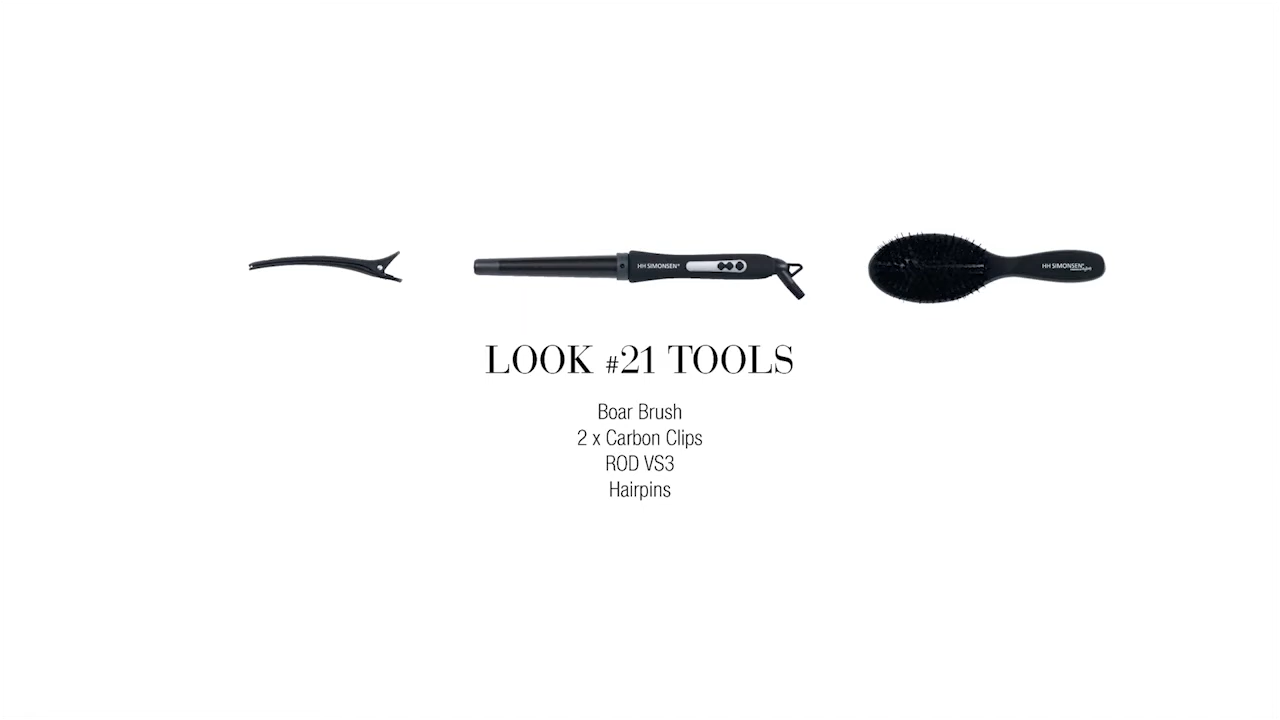 HH SIMONSEN®
HH SIMONSEN®
LOOK #21 TOOLS
Boar Brush
2 x Carbon Clips
ROD VS3
Hairpins